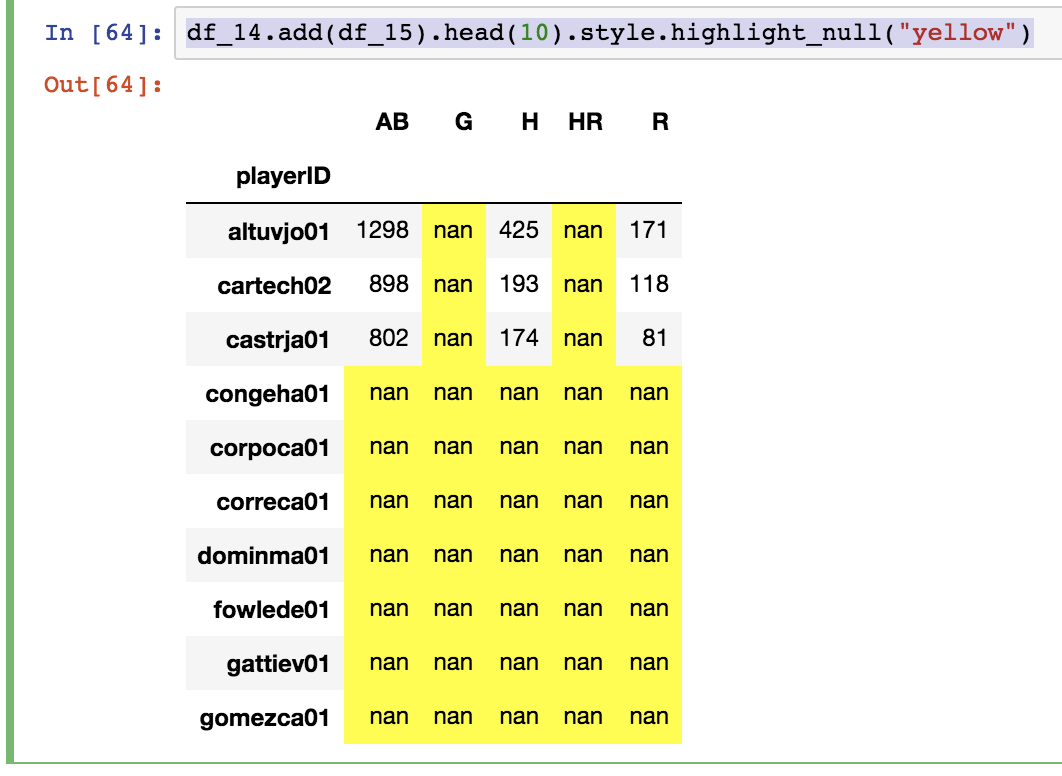 In [64]: df_14.add(df_15).head(10).style.highlight_null("yellow")
Out[64]:
AB G H HR R
playerID
altuvjo01 1298 nan 425 nan 171
cartech02 898 nan 193 nan 118
castrja01 802 nan 174 nan 81
congeha01 nan nan nan nan nan
corpoca01 nan nan nan nan nan
correca01 nan nan nan nan nan
dominma01 nan nan nan nan nan
fowlede01 nan nan nan nan nan
gattiev01 nan nan nan nan nan
gomezca01 nan nan nan nan nan